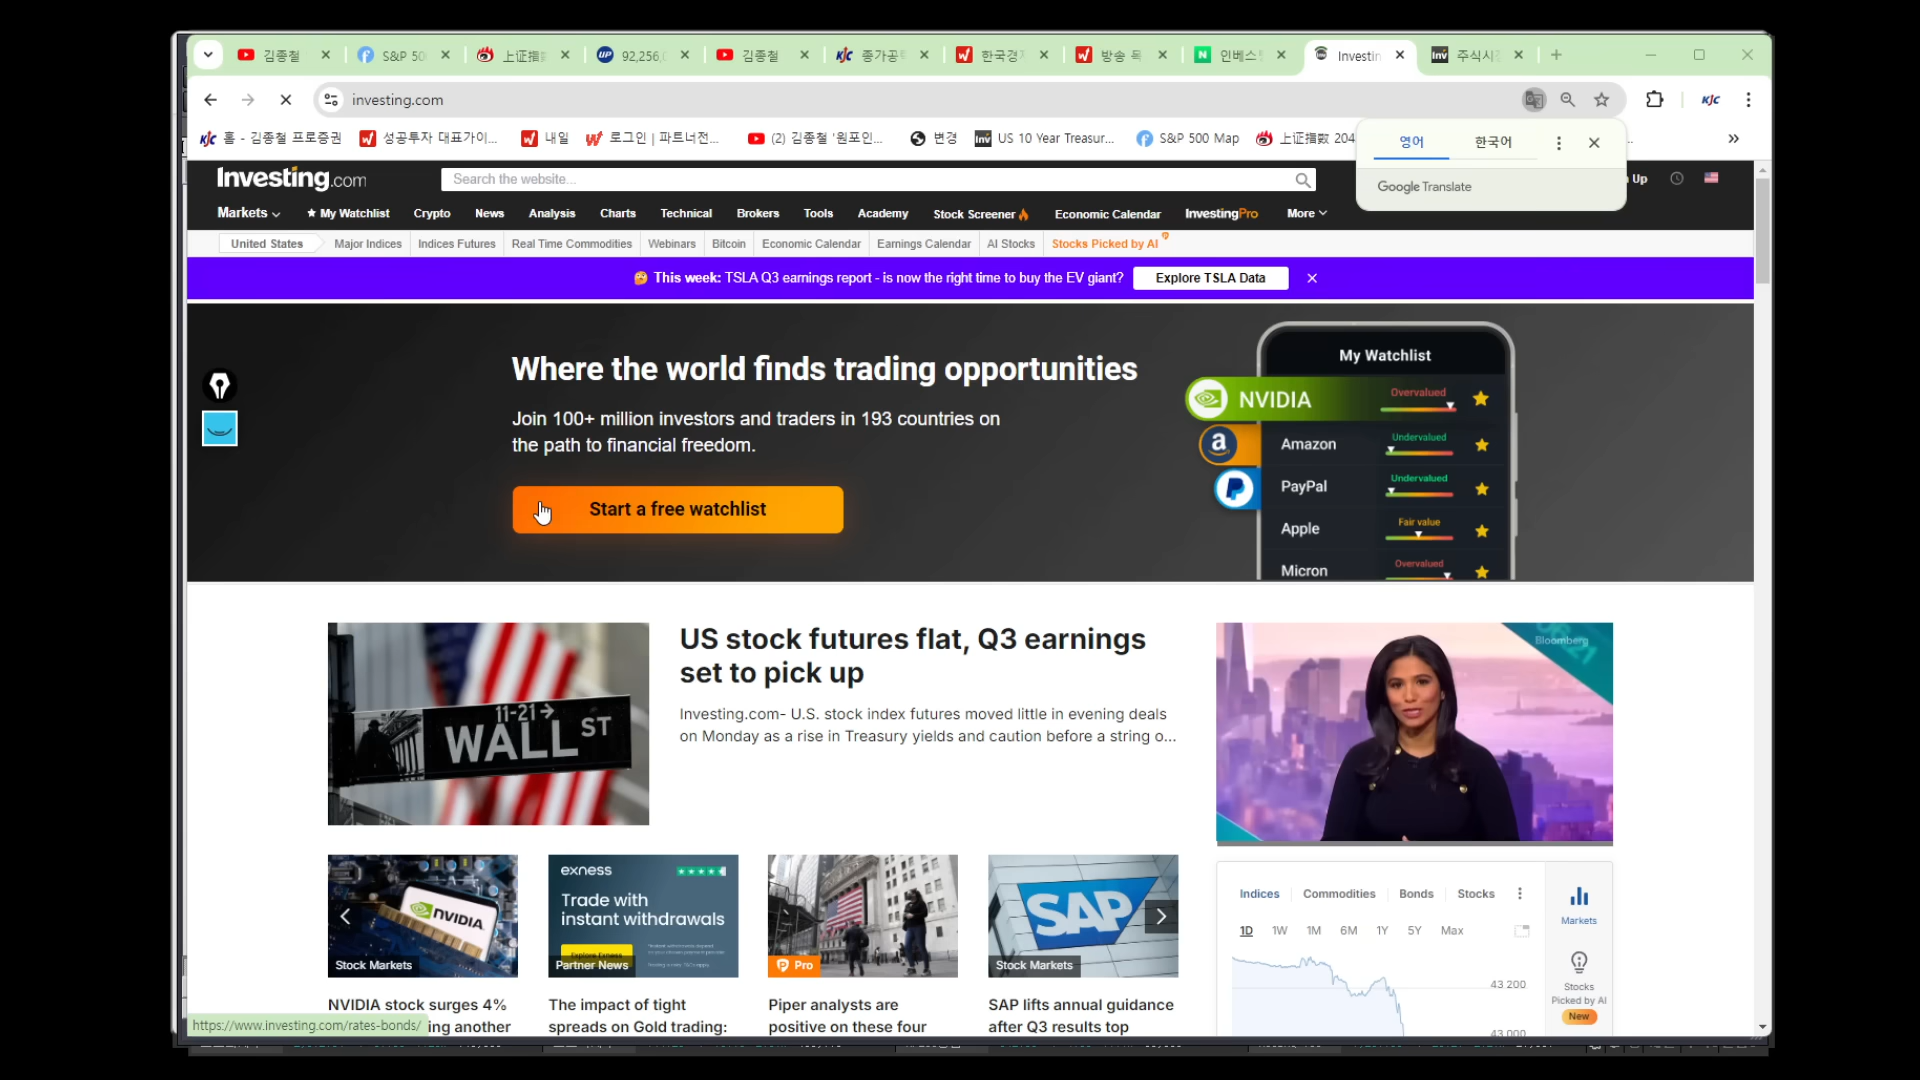 김종철
S&P 50
上证指
92,256.
김종철
종가공
한국경
방송 목
인베스
Investin
주식시
investing.com
홈 - 김종철 프로증권
성공투자 대표가이...
내일
로그인 | 파트너전...
(2) 김종철 '원포인...
변경
US 10 Year Treasur...
S&P 500 Map
上证指数 204
영어
한국어
Google Translate
Investing.com
Search the website...
Up
Markets
My Watchlist
Crypto
News
Analysis
Charts
Technical
Brokers
Tools
Academy
Stock Screener
Economic Calendar
InvestingPro
More
United States
Major Indices
Indices Futures
Real Time Commodities
Webinars
Bitcoin
Economic Calendar
Earnings Calendar
AI Stocks
Stocks Picked by AI
This week: TSLA Q3 earnings report - is now the right time to buy the EV giant?
Explore TSLA Data
Where the world finds trading opportunities
Join 100+ million investors and traders in 193 countries on
the path to financial freedom.
Start a free watchlist
My Watchlist
NVIDIA
Overvalued
Amazon
Undervalued
PayPal
Undervalued
Apple
Fair value
Micron
Overvalued
11-21
WALL ST
US stock futures flat, Q3 earnings
set to pick up
Investing.com- U.S. stock index futures moved little in evening deals
on Monday as a rise in Treasury yields and caution before a string o...
Bloomberg
NVIDIA
Stock Markets
NVIDIA stock surges 4%
ing another
exness
Trade with
instant withdrawals
Explore Exness
Partner News
The impact of tight
spreads on Gold trading:
Pro
Piper analysts are
positive on these four
SAP
Stock Markets
SAP lifts annual guidance
after Q3 results top
Indices
Commodities
Bonds
Stocks
1D
1W
1M
6M
1Y
5Y
Max
43 200
43 000
Markets
Stocks
Picked by AI
New
https://www.investing.com/rates-bonds/